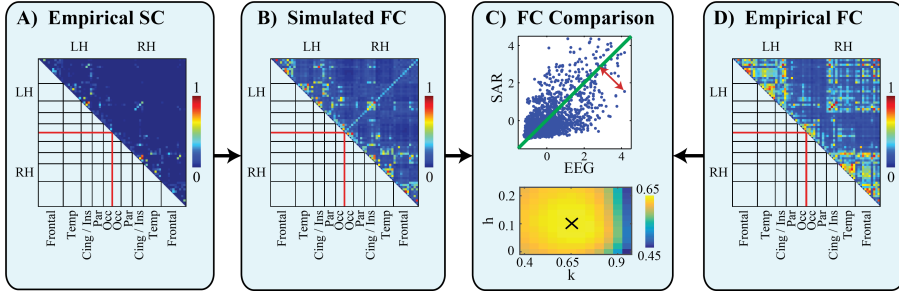 A) Empirical SC
LH RH
LH
RH
1
0
Frontal
Temp
Cing / Ins
Par
Occ
Occ
Par
Cing / Ins
Temp
Frontal
B) Simulated FC
LH RH
LH
RH
1
0
Frontal
Temp
Cing / Ins
Par
Occ
Occ
Par
Cing / Ins
Temp
Frontal
C) FC Comparison
SAR
4
2
0
0 2 4
EEG
h
0.2
0.1
0
0.4 0.65 0.9
k
0.65
0.45
D) Empirical FC
LH RH
LH
RH
1
0
Frontal
Temp
Cing / Ins
Par
Occ
Occ
Par
Cing / Ins
Temp
Frontal